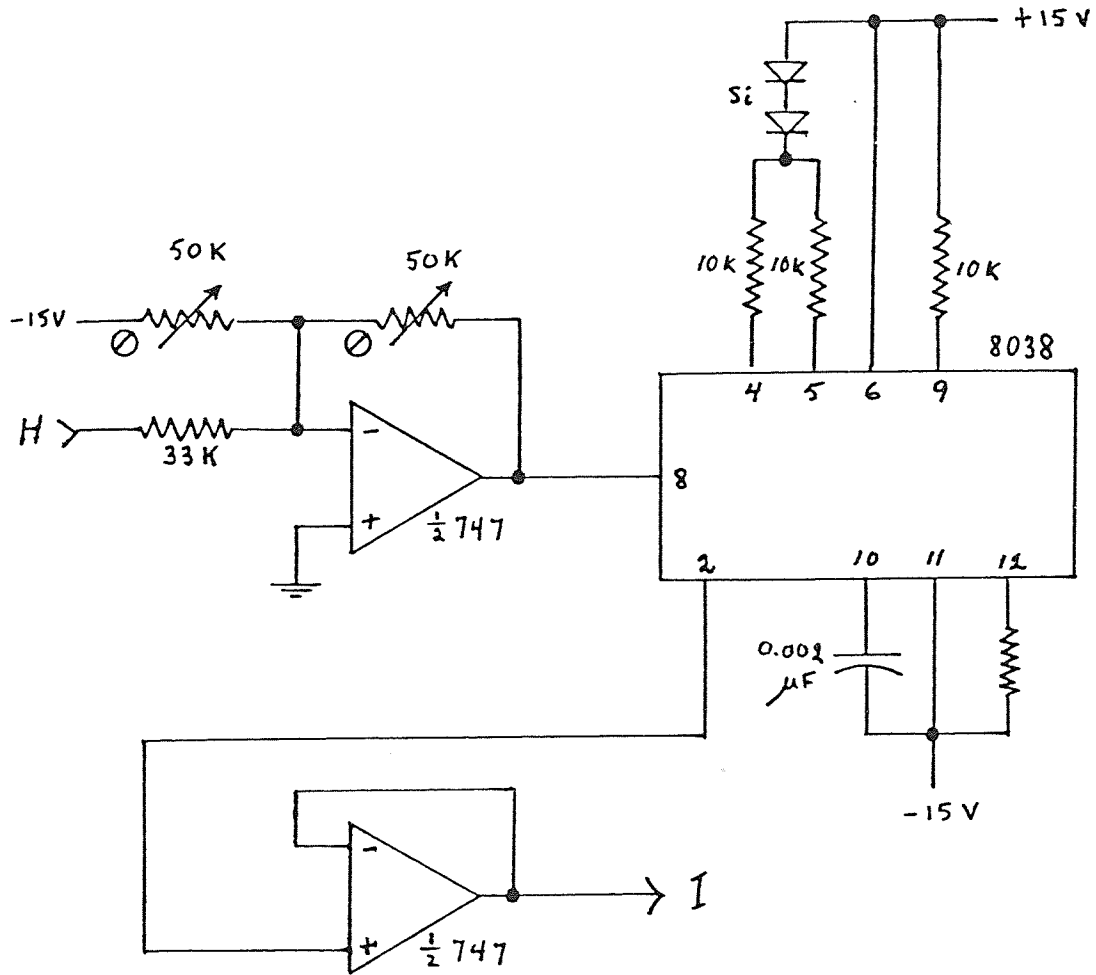 +15 V
Si
50K
50K
10K
10K
10K
-15V
8038
4 5 6 9
H
33K
-
+
½ 747
8
2 10 11 12
0.002
μF
-15 V
-
+
½ 747
I